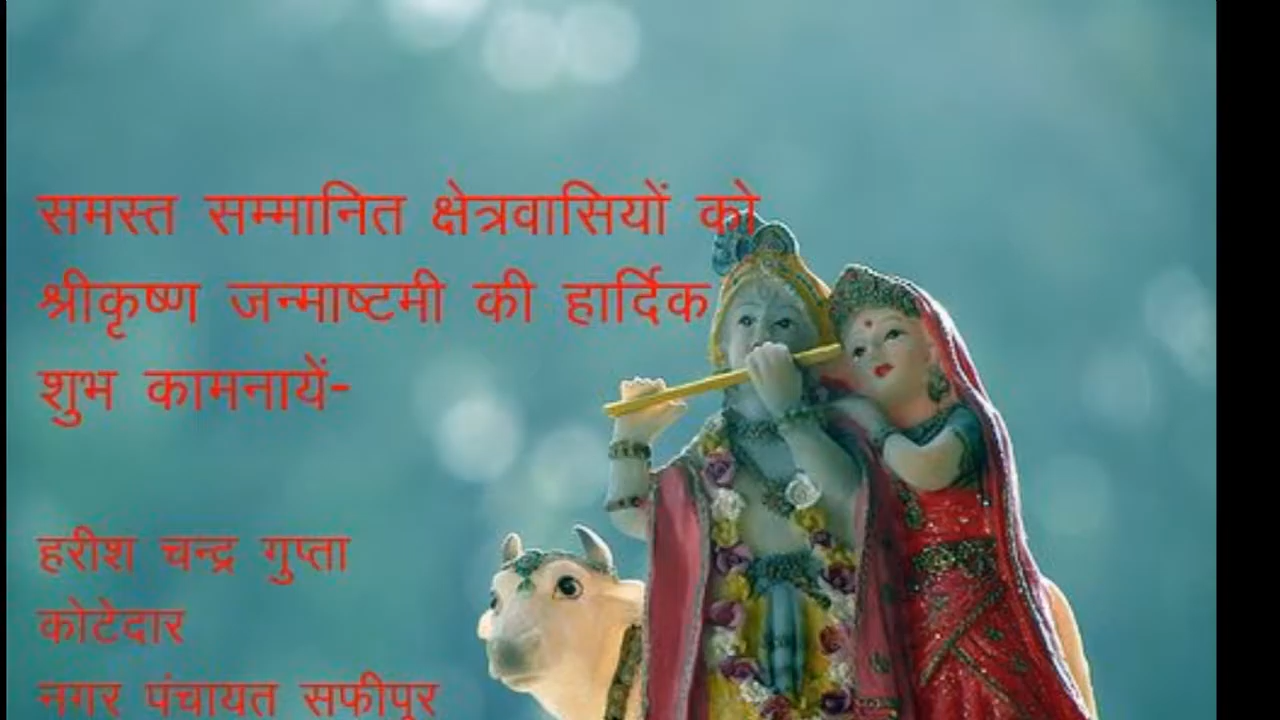 समस्त सम्मानित क्षेत्रवासियों को
श्रीकृष्ण जन्माष्टमी की हार्दिक
शुभ कामनायें-
हरीश चन्द्र गुप्ता
कोटेदार
नगर पंचायत सफीपुर